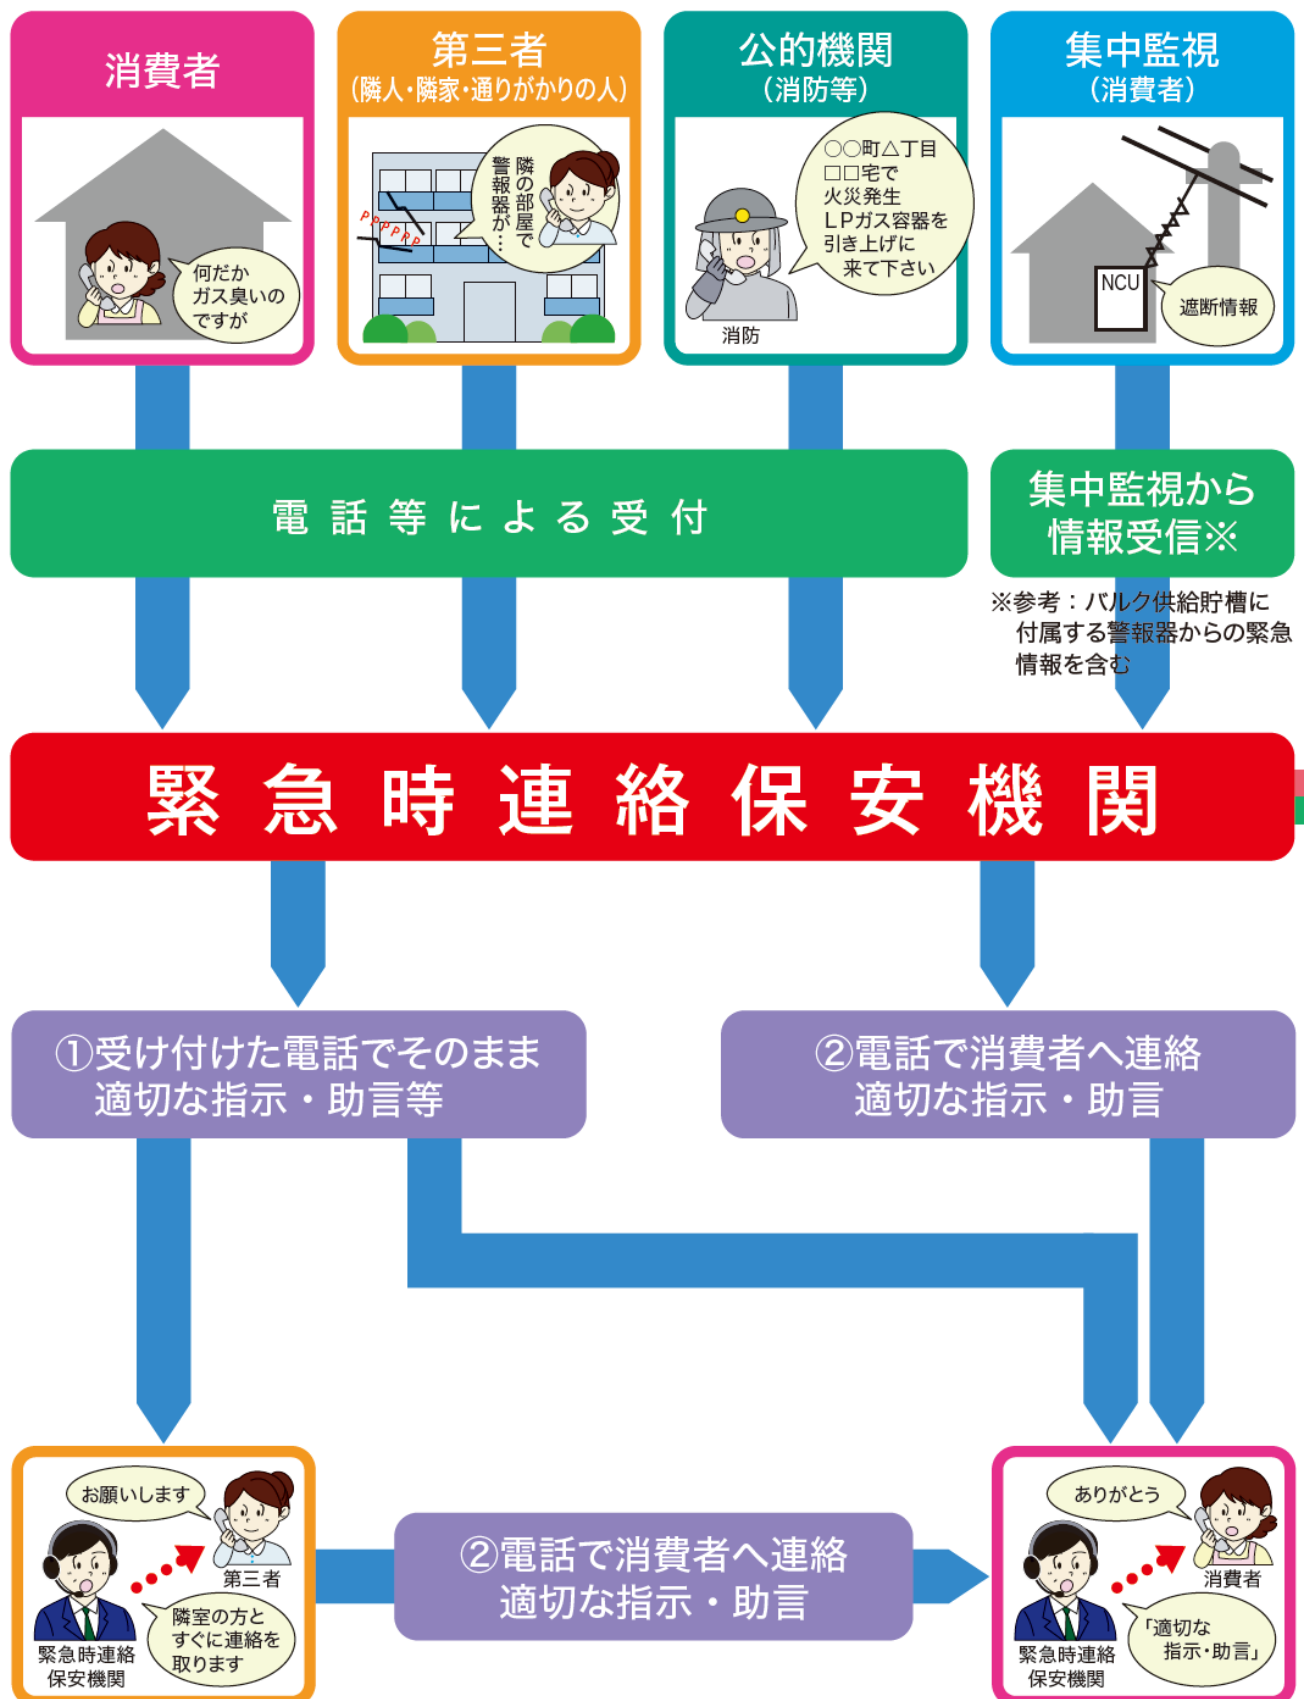 消費者
何だか
ガス臭いの
ですが
第三者
（隣人・隣家・通りがかりの人）
隣の部屋で
警報器が…
PPPPRP
公的機関
（消防等）
○○町△丁目
□□宅で
火災発生
LPガス容器を
引き上げに
来て下さい
消防
集中監視
（消費者）
NCU
遮断情報
電話等による受付
集中監視から
情報受信※
※参考：バルク供給貯槽に
付属する警報器からの緊急
情報を含む
緊急時連絡保安機関
①受け付けた電話でそのまま
適切な指示・助言等
②電話で消費者へ連絡
適切な指示・助言
お願いします
第三者
隣室の方と
すぐに連絡を
取ります
緊急時連絡
保安機関
②電話で消費者へ連絡
適切な指示・助言
ありがとう
消費者
「適切な
指示・助言」
緊急時連絡
保安機関